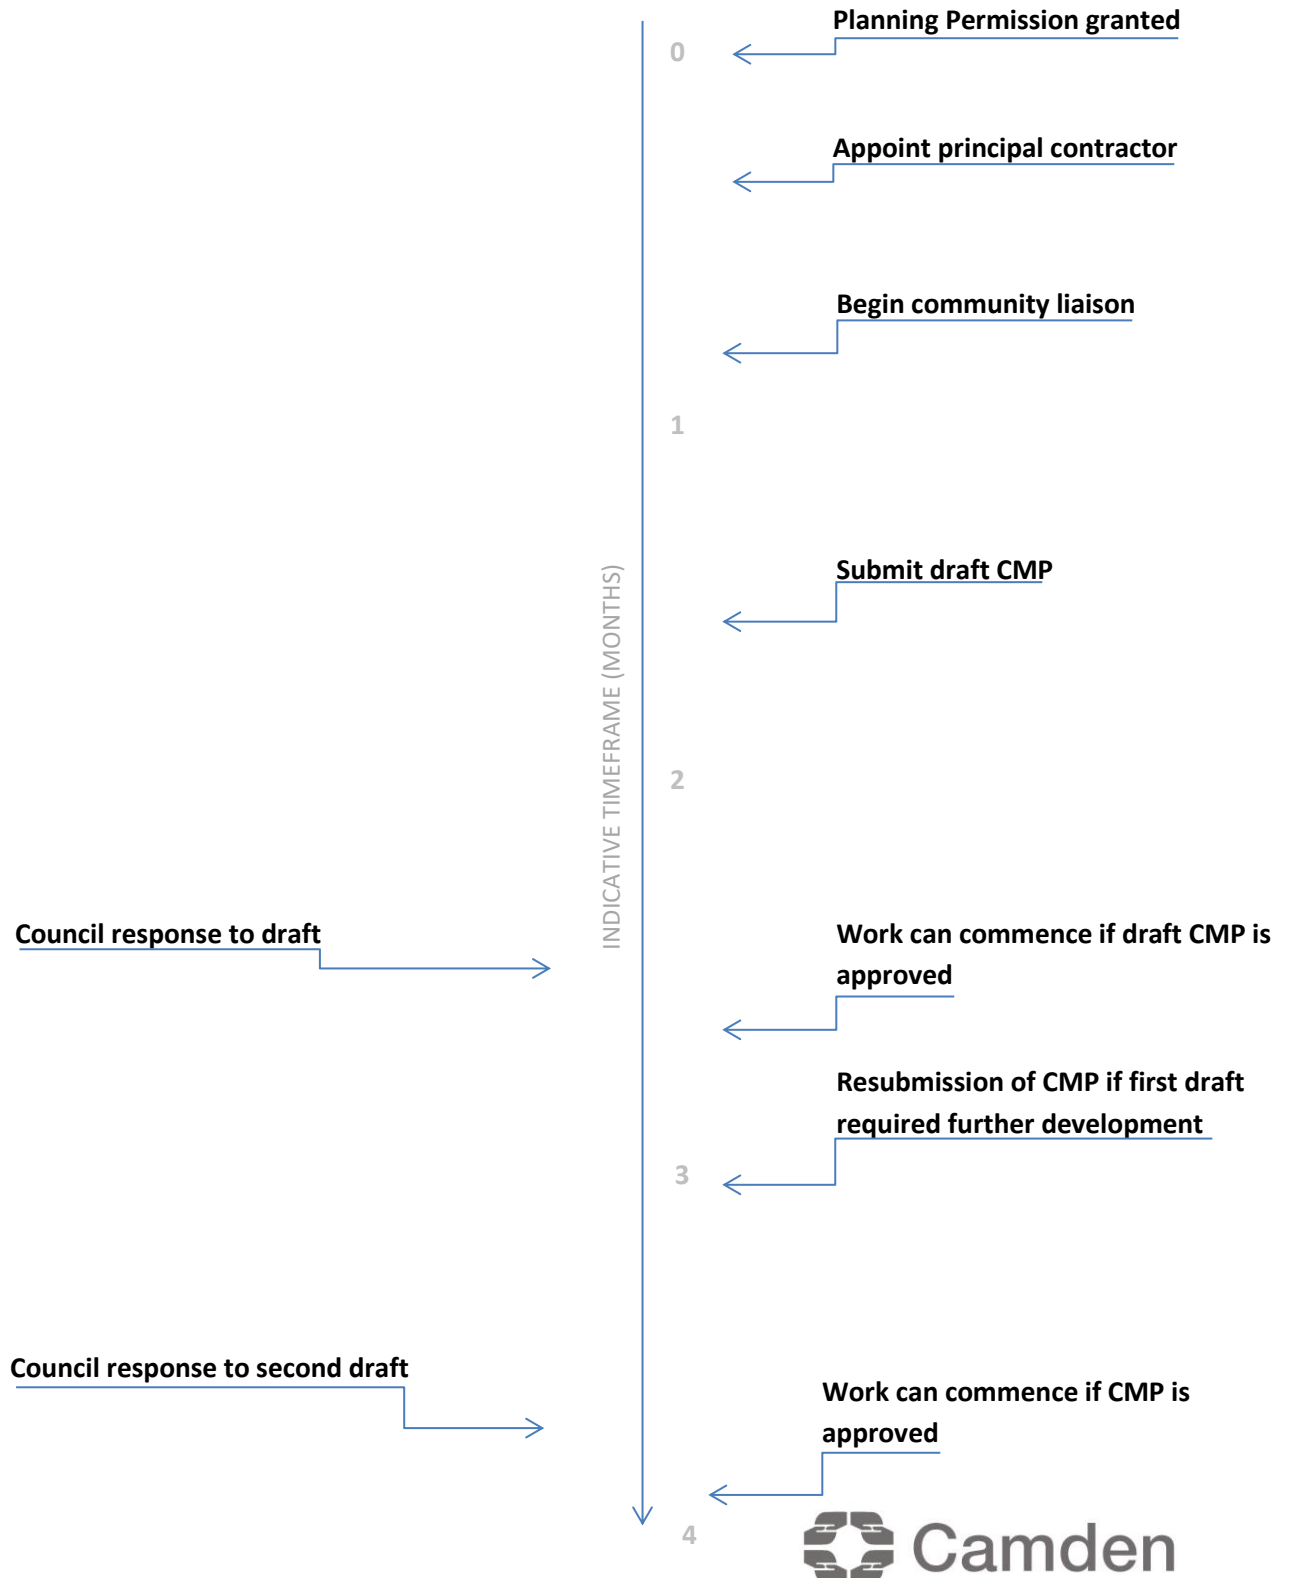 Planning Permission granted
0
Appoint principal contractor
Begin community liaison
1
Submit draft CMP
INDICATIVE TIMEFRAME (MONTHS)
2
Council response to draft
Work can commence if draft CMP is
approved
Resubmission of CMP if first draft
required further development
3
Council response to second draft
Work can commence if CMP is
approved
4
Camden